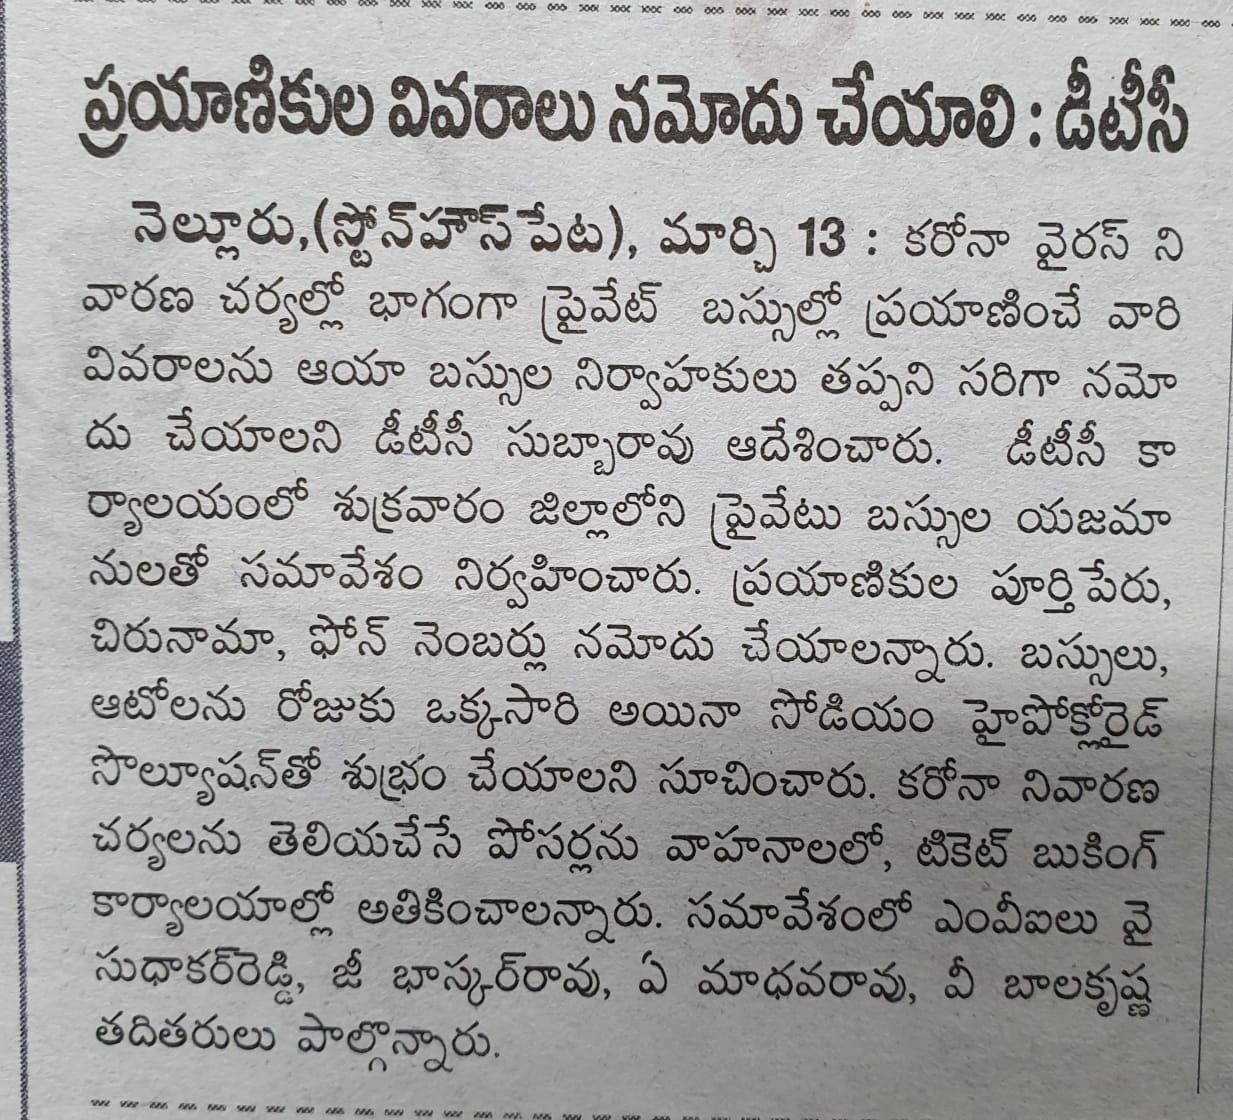 ప్రయాణికుల వివరాలు నమోదు చేయాలి : డీటీసీ
నెల్లూరు,(స్టోన్‌హౌస్‌పేట), మార్చి 13 : కరోనా వైరస్ ని
వారణ చర్యల్లో భాగంగా ప్రైవేట్ బస్సుల్లో ప్రయాణించే వారి
వివరాలను ఆయా బస్సుల నిర్వాహకులు తప్పని సరిగా నమో
దు చేయాలని డీటీసీ సుబ్బారావు ఆదేశించారు. డీటీసీ కా
ర్యాలయంలో శుక్రవారం జిల్లాలోని ప్రైవేటు బస్సుల యజమా
నులతో సమావేశం నిర్వహించారు. ప్రయాణికుల పూర్తి పేరు,
చిరునామా, ఫోన్ నెంబర్లు నమోదు చేయాలన్నారు. బస్సులు,
ఆటోలను రోజుకు ఒక్కసారి అయినా సోడియం హైపోక్లోరైడ్
సొల్యూషన్‌తో శుభ్రం చేయాలని సూచించారు. కరోనా నివారణ
చర్యలను తెలియచేసే పోసర్లను వాహనాలలో, టికెట్ బుకింగ్
కార్యాలయాల్లో అతికించాలన్నారు. సమావేశంలో ఎంవీఐలు వై
సుధాకర్‌రెడ్డి, జీ భాస్కర్‌రావు, ఏ మాధవరావు, వీ బాలకృష్ణ
తదితరులు పాల్గొన్నారు.